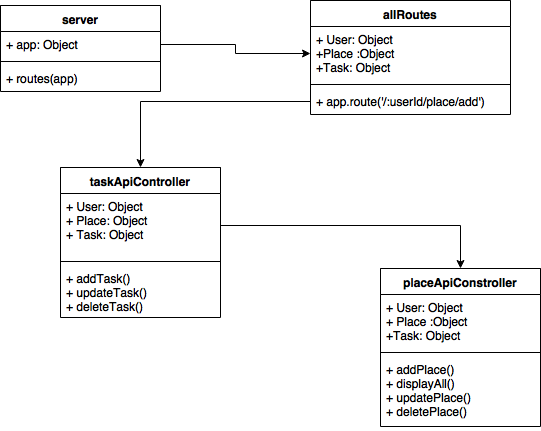 server
+ app: Object
+ routes(app)
allRoutes
+ User: Object
+Place :Object
+Task: Object
+ app.route('/:userId/place/add')
taskApiController
+ User: Object
+ Place: Object
+ Task: Object
+ addTask()
+ updateTask()
+ deleteTask()
placeApiConstroller
+ User: Object
+ Place :Object
+Task: Object
+ addPlace()
+ displayAll()
+ updatePlace()
+ deletePlace()